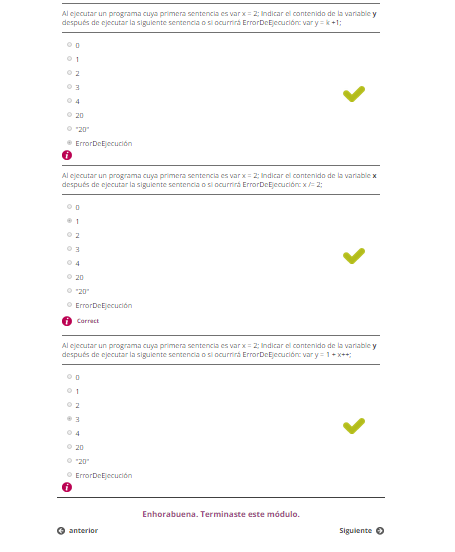 Al ejecutar un programa cuya primera sentencia es var x = 2; Indicar el contenido de la variable y
después de ejecutar la siguiente sentencia o si ocurrirá ErrorDeEjecución: var y = k +1;
0
1
2
3
4
20
"20"
ErrorDeEjecución
Al ejecutar un programa cuya primera sentencia es var x = 2; Indicar el contenido de la variable x
después de ejecutar la siguiente sentencia o si ocurrirá ErrorDeEjecución: x /= 2;
0
1
2
3
4
20
"20"
ErrorDeEjecución
Correct
Al ejecutar un programa cuya primera sentencia es var x = 2; Indicar el contenido de la variable y
después de ejecutar la siguiente sentencia o si ocurrirá ErrorDeEjecución: var y = 1 + x++;
0
1
2
3
4
20
"20"
ErrorDeEjecución
Enhorabuena. Terminaste este módulo.
anterior Siguiente